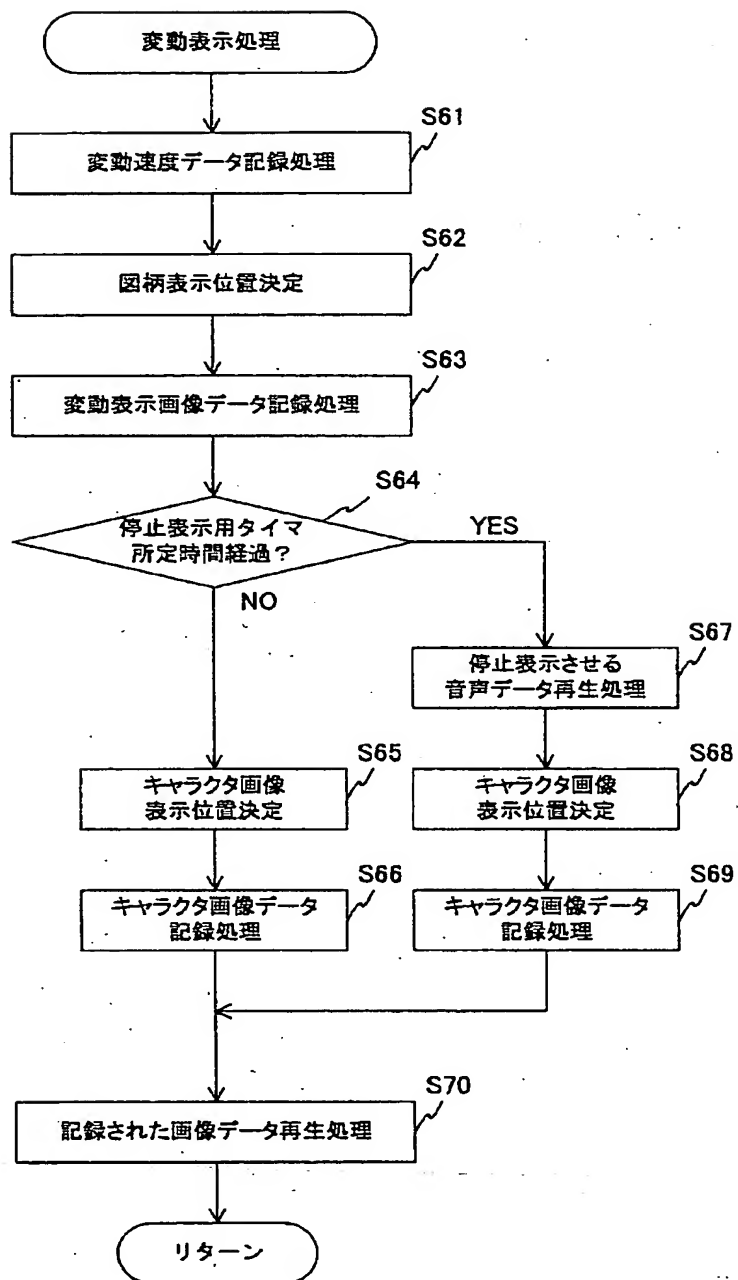 変動表示処理
S61
変動速度データ記録処理
S62
図柄表示位置決定
S63
変動表示画像データ記録処理
S64
停止表示用タイマ
所定時間経過?
YES
NO
S67
停止表示させる
音声データ再生処理
S65
キャラクタ画像
表示位置決定
S68
キャラクタ画像
表示位置決定
S66
キャラクタ画像データ
記録処理
S69
キャラクタ画像データ
記録処理
S70
記録された画像データ再生処理
リターン